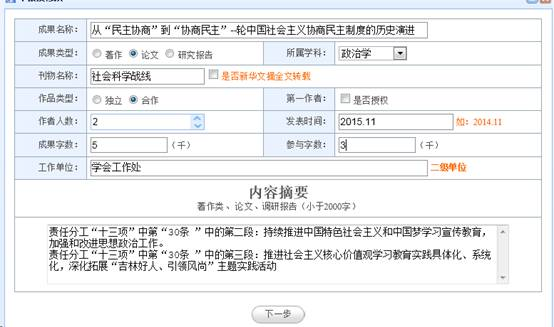 成果名称： 从“民主协商”到“协商民主”--轮中国社会主义协商民主制度的历史演进
成果类型： 著作 论文 研究报告 所属学科： 政治学
刊物名称： 社会科学战线 是否新华文摘全文转载
作品类型： 独立 合作 第一作者： 是否授权
作者人数： 2 发表时间： 2015.11 如：2014.11
成果字数： 5 （千） 参与字数： 3 （千）
工作单位： 学会工作处 二级单位
内容摘要
著作类、论文、调研报告（小于2000字）
责任分工“十三项”中第“30条 ”中的第二段：持续推进中国特色社会主义和中国梦学习宣传教育，
加强和改进思想政治工作。
责任分工“十三项”中第“30条 ”中的第三段：推进社会主义核心价值观学习教育实践具体化、系统
化，深化拓展“吉林好人、引领风尚”主题实践活动
下一步